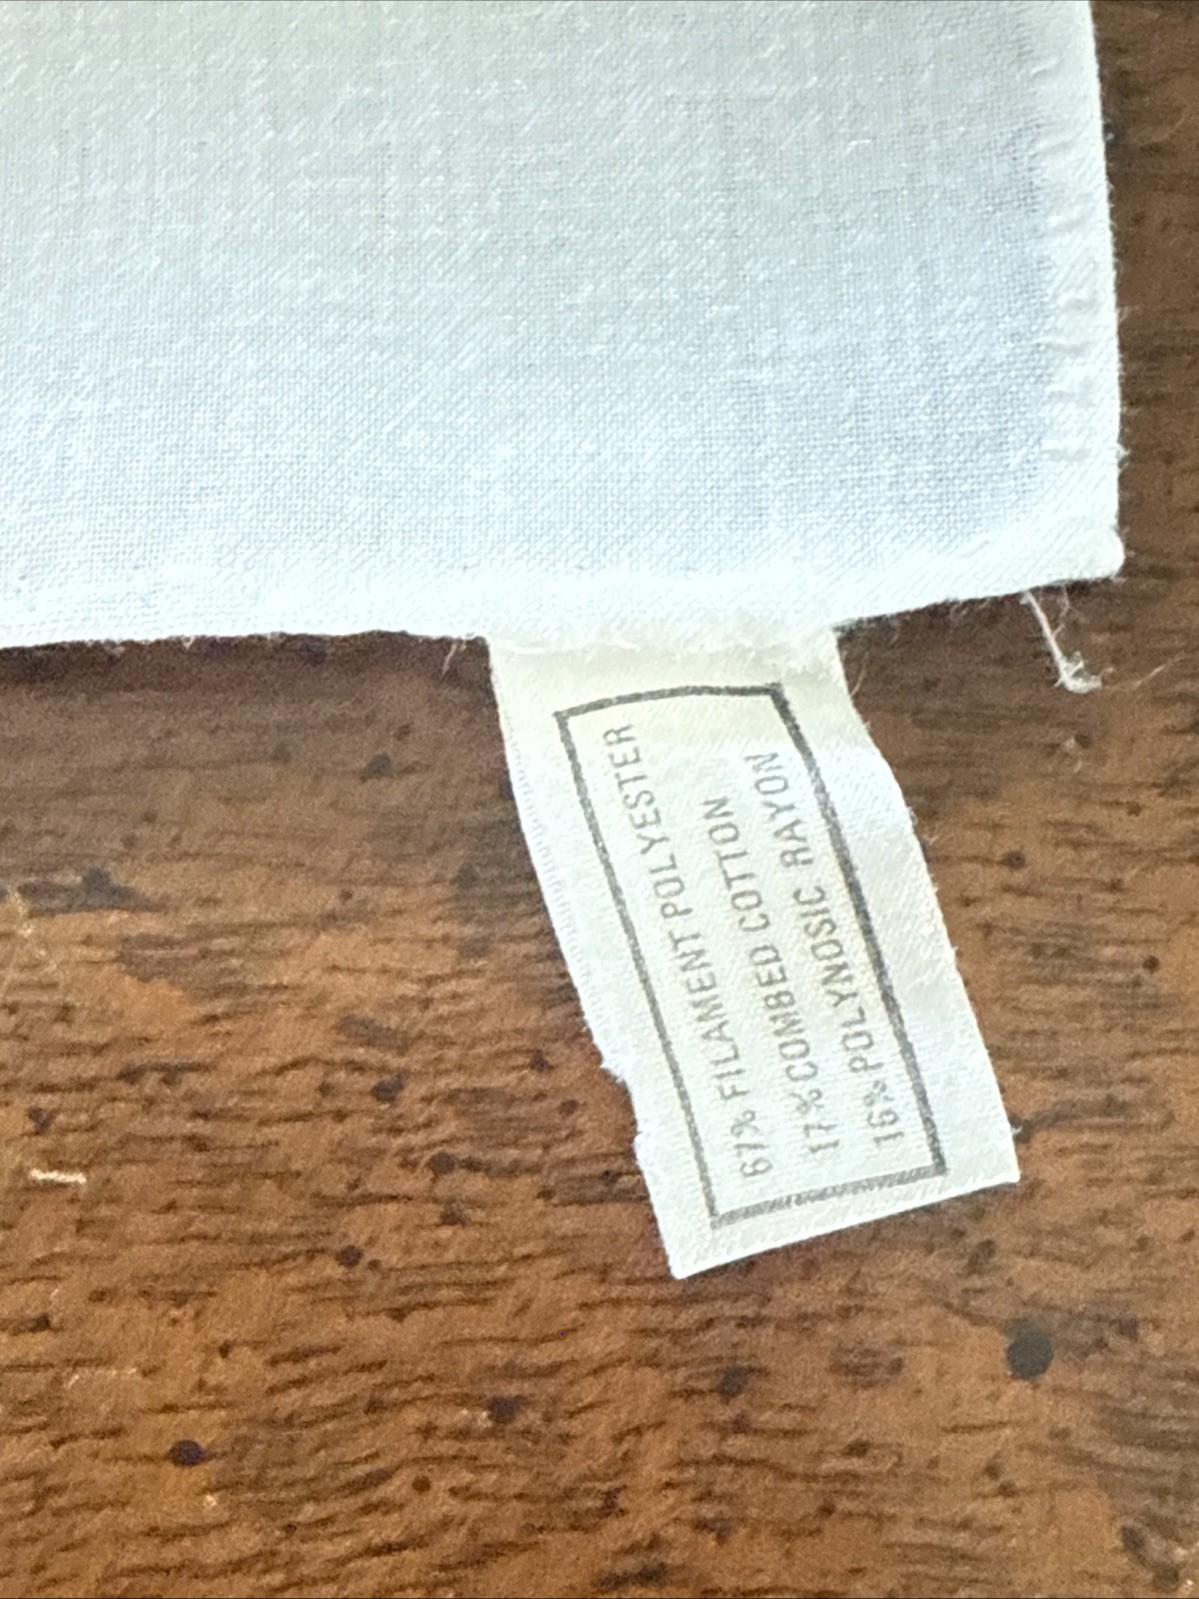 67% FILAMENT POLYESTER
17% COMBED COTTON
16% POLYNOSIC RAYON